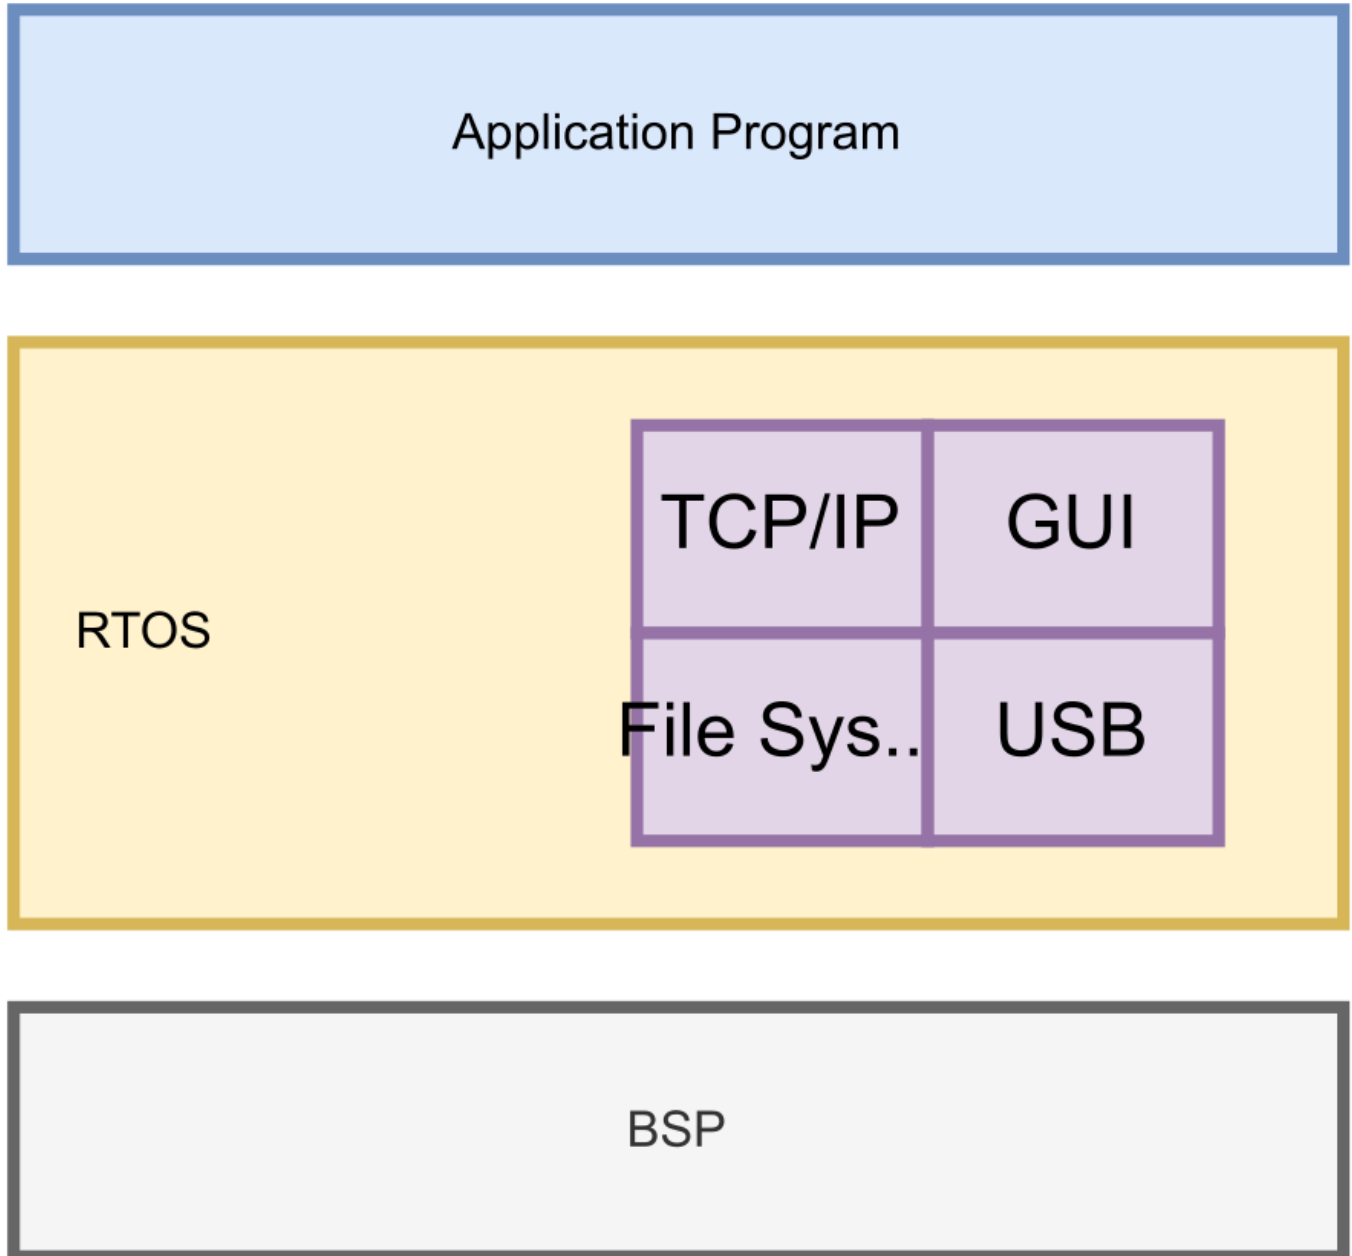 Application Program
TCP/IP
GUI
RTOS
File Sys..
USB
BSP